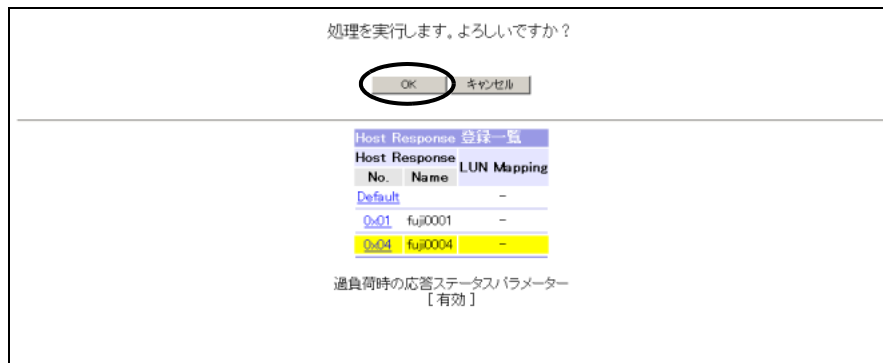 処理を実行します。よろしいですか？
OK キャンセル
Host Response 登録一覧
Host Response LUN Mapping
No. Name
Default -
0x01 fuji0001 -
0x04 fuji0004 -
過負荷時の応答ステータスパラメーター
[ 有効 ]